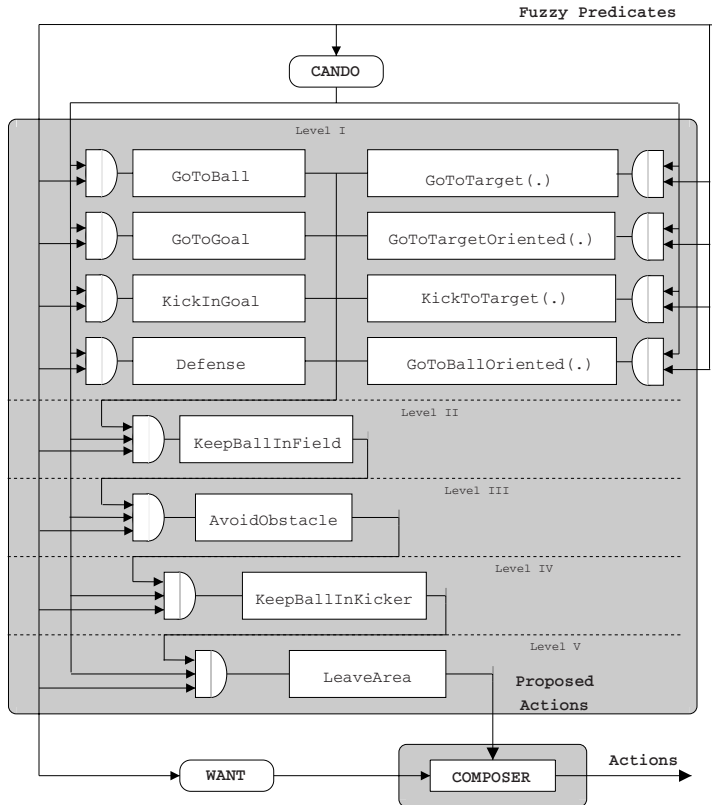 Fuzzy Predicates
CANDO
Level I
GoToBall
GoToTarget(.)
GoToGoal
GoToTargetOriented(.)
KickInGoal
KickToTarget(.)
Defense
GoToBallOriented(.)
Level II
KeepBallInField
Level III
AvoidObstacle
Level IV
KeepBallInKicker
Level V
LeaveArea
Proposed
Actions
WANT
COMPOSER
Actions